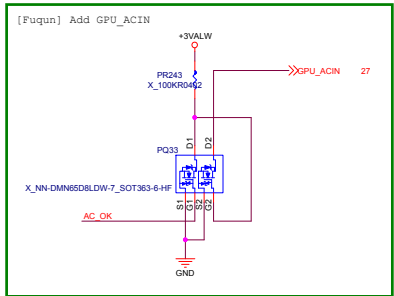 [Fuqun] Add GPU_ACIN
+3VALW
PR243
X_100KR0402
GPU_ACIN 27
D1
D2
PQ33
X_NN-DMN65D8LDW-7_SOT363-6-HF
S1
G1
S2
G2
AC_OK
GND